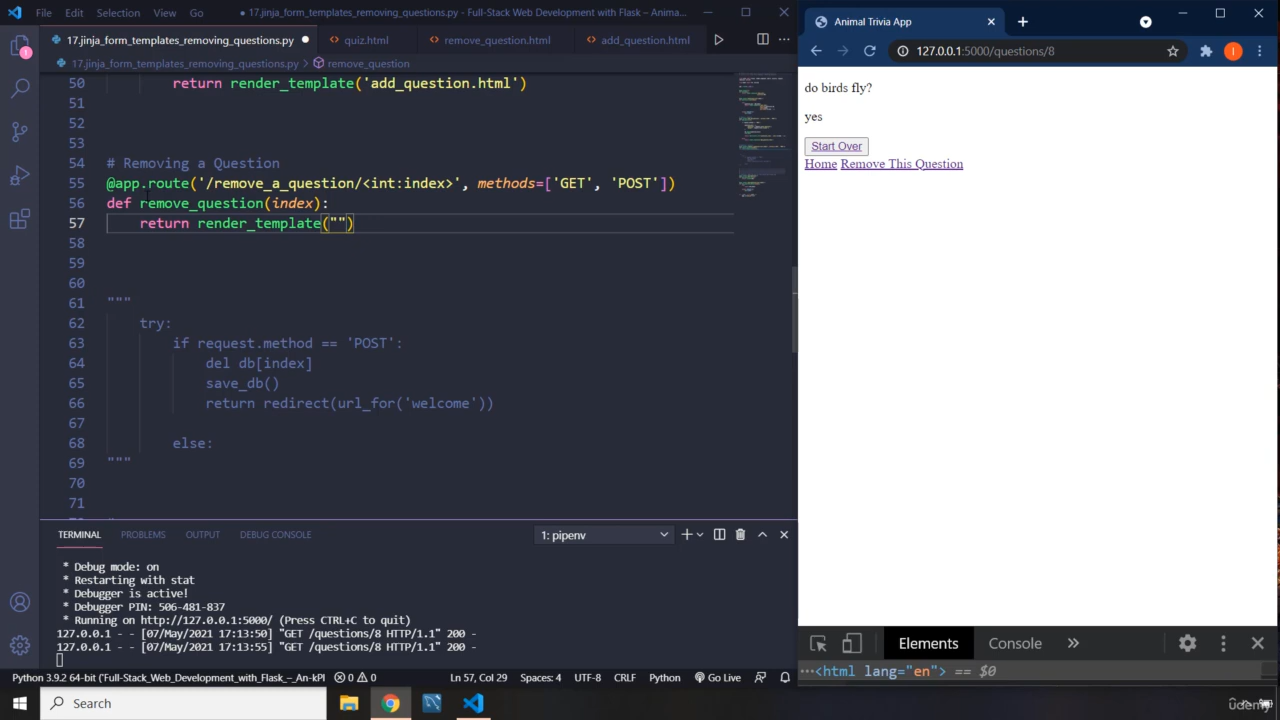 File Edit Selection View Go
17.jinja_form_templates_removing_questions.py - Full-Stack Web Development with Flask – Anima...
17.jinja_form_templates_removing_questions.py
quiz.html
remove_question.html
add_question.html
17.jinja_form_templates_removing_questions.py > remove_question
50 return render_template('add_question.html')
51
52
53
54 # Removing a Question
55 @app.route('/remove_a_question/<int:index>', methods=['GET', 'POST'])
56 def remove_question(index):
57 return render_template("")
58
59
60
61 """
62 try:
63 if request.method == 'POST':
64 del db[index]
65 save_db()
66 return redirect(url_for('welcome'))
67
68 else:
69 """
70
71
TERMINAL PROBLEMS OUTPUT DEBUG CONSOLE
1: pipenv
* Debug mode: on
* Restarting with stat
* Debugger is active!
* Debugger PIN: 506-481-837
* Running on http://127.0.0.1:5000/ (Press CTRL+C to quit)
127.0.0.1 - - [07/May/2021 17:13:50] "GET /questions/8 HTTP/1.1" 200 -
127.0.0.1 - - [07/May/2021 17:13:55] "GET /questions/8 HTTP/1.1" 200 -
Python 3.9.2 64-bit ck_Web_Development_with_Flask_-_An-kPI 0 0
Ln 57, Col 29 Spaces: 4 UTF-8 CRLF Python Go Live
Search
Animal Trivia App
127.0.0.1:5000/questions/8
do birds fly?
yes
Start Over
Home Remove This Question
Elements Console
···<html lang="en"> == $0
udemy